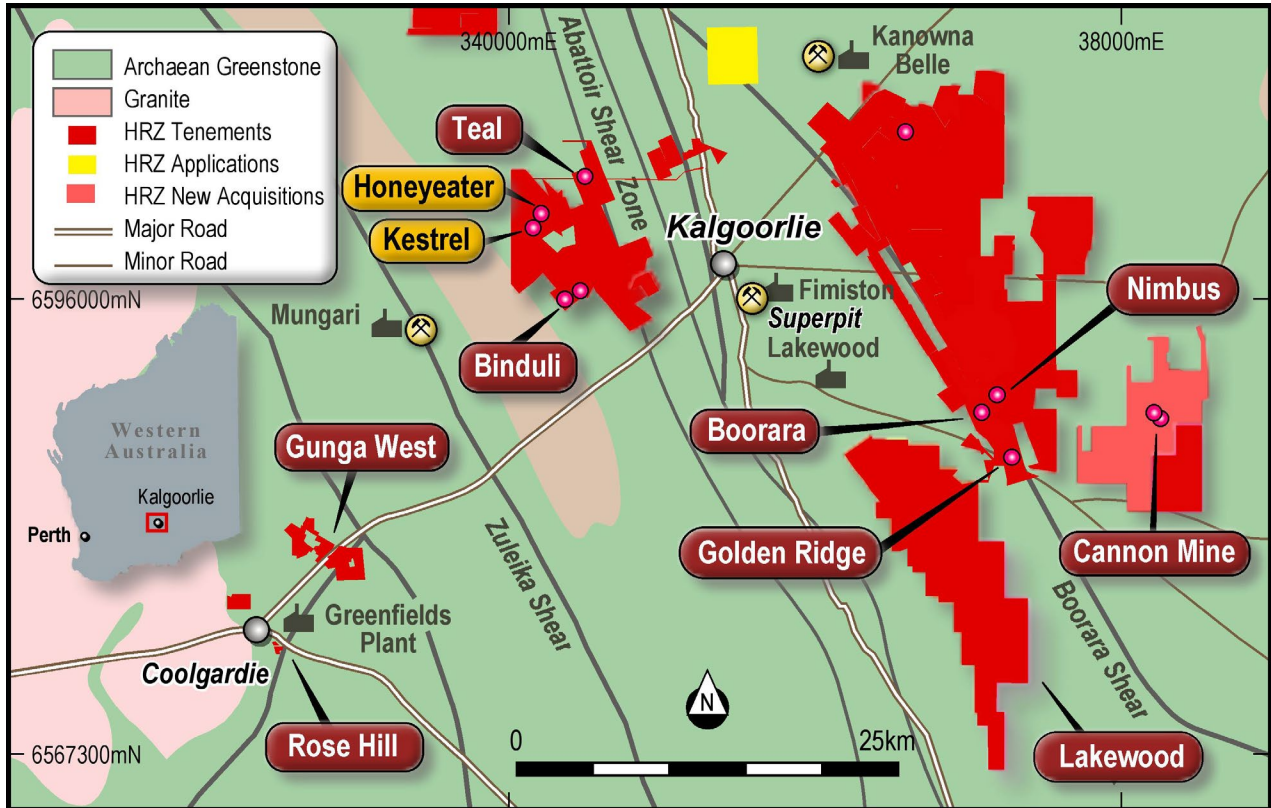 Archaean Greenstone
Granite
HRZ Tenements
HRZ Applications
HRZ New Acquisitions
Major Road
Minor Road
340000mE
38000mE
6596000mN
6567300mN
Abattoir Shear Zone
Kanowna
Belle
Teal
Honeyeater
Kestrel
Kalgoorlie
Fimiston
Superpit
Lakewood
Nimbus
Mungari
Binduli
Boorara
Gunga West
Golden Ridge
Cannon Mine
Zuleika Shear
Boorara Shear
Greenfields
Plant
Coolgardie
Rose Hill
Lakewood
Western
Australia
Kalgoorlie
Perth
N
0
25km